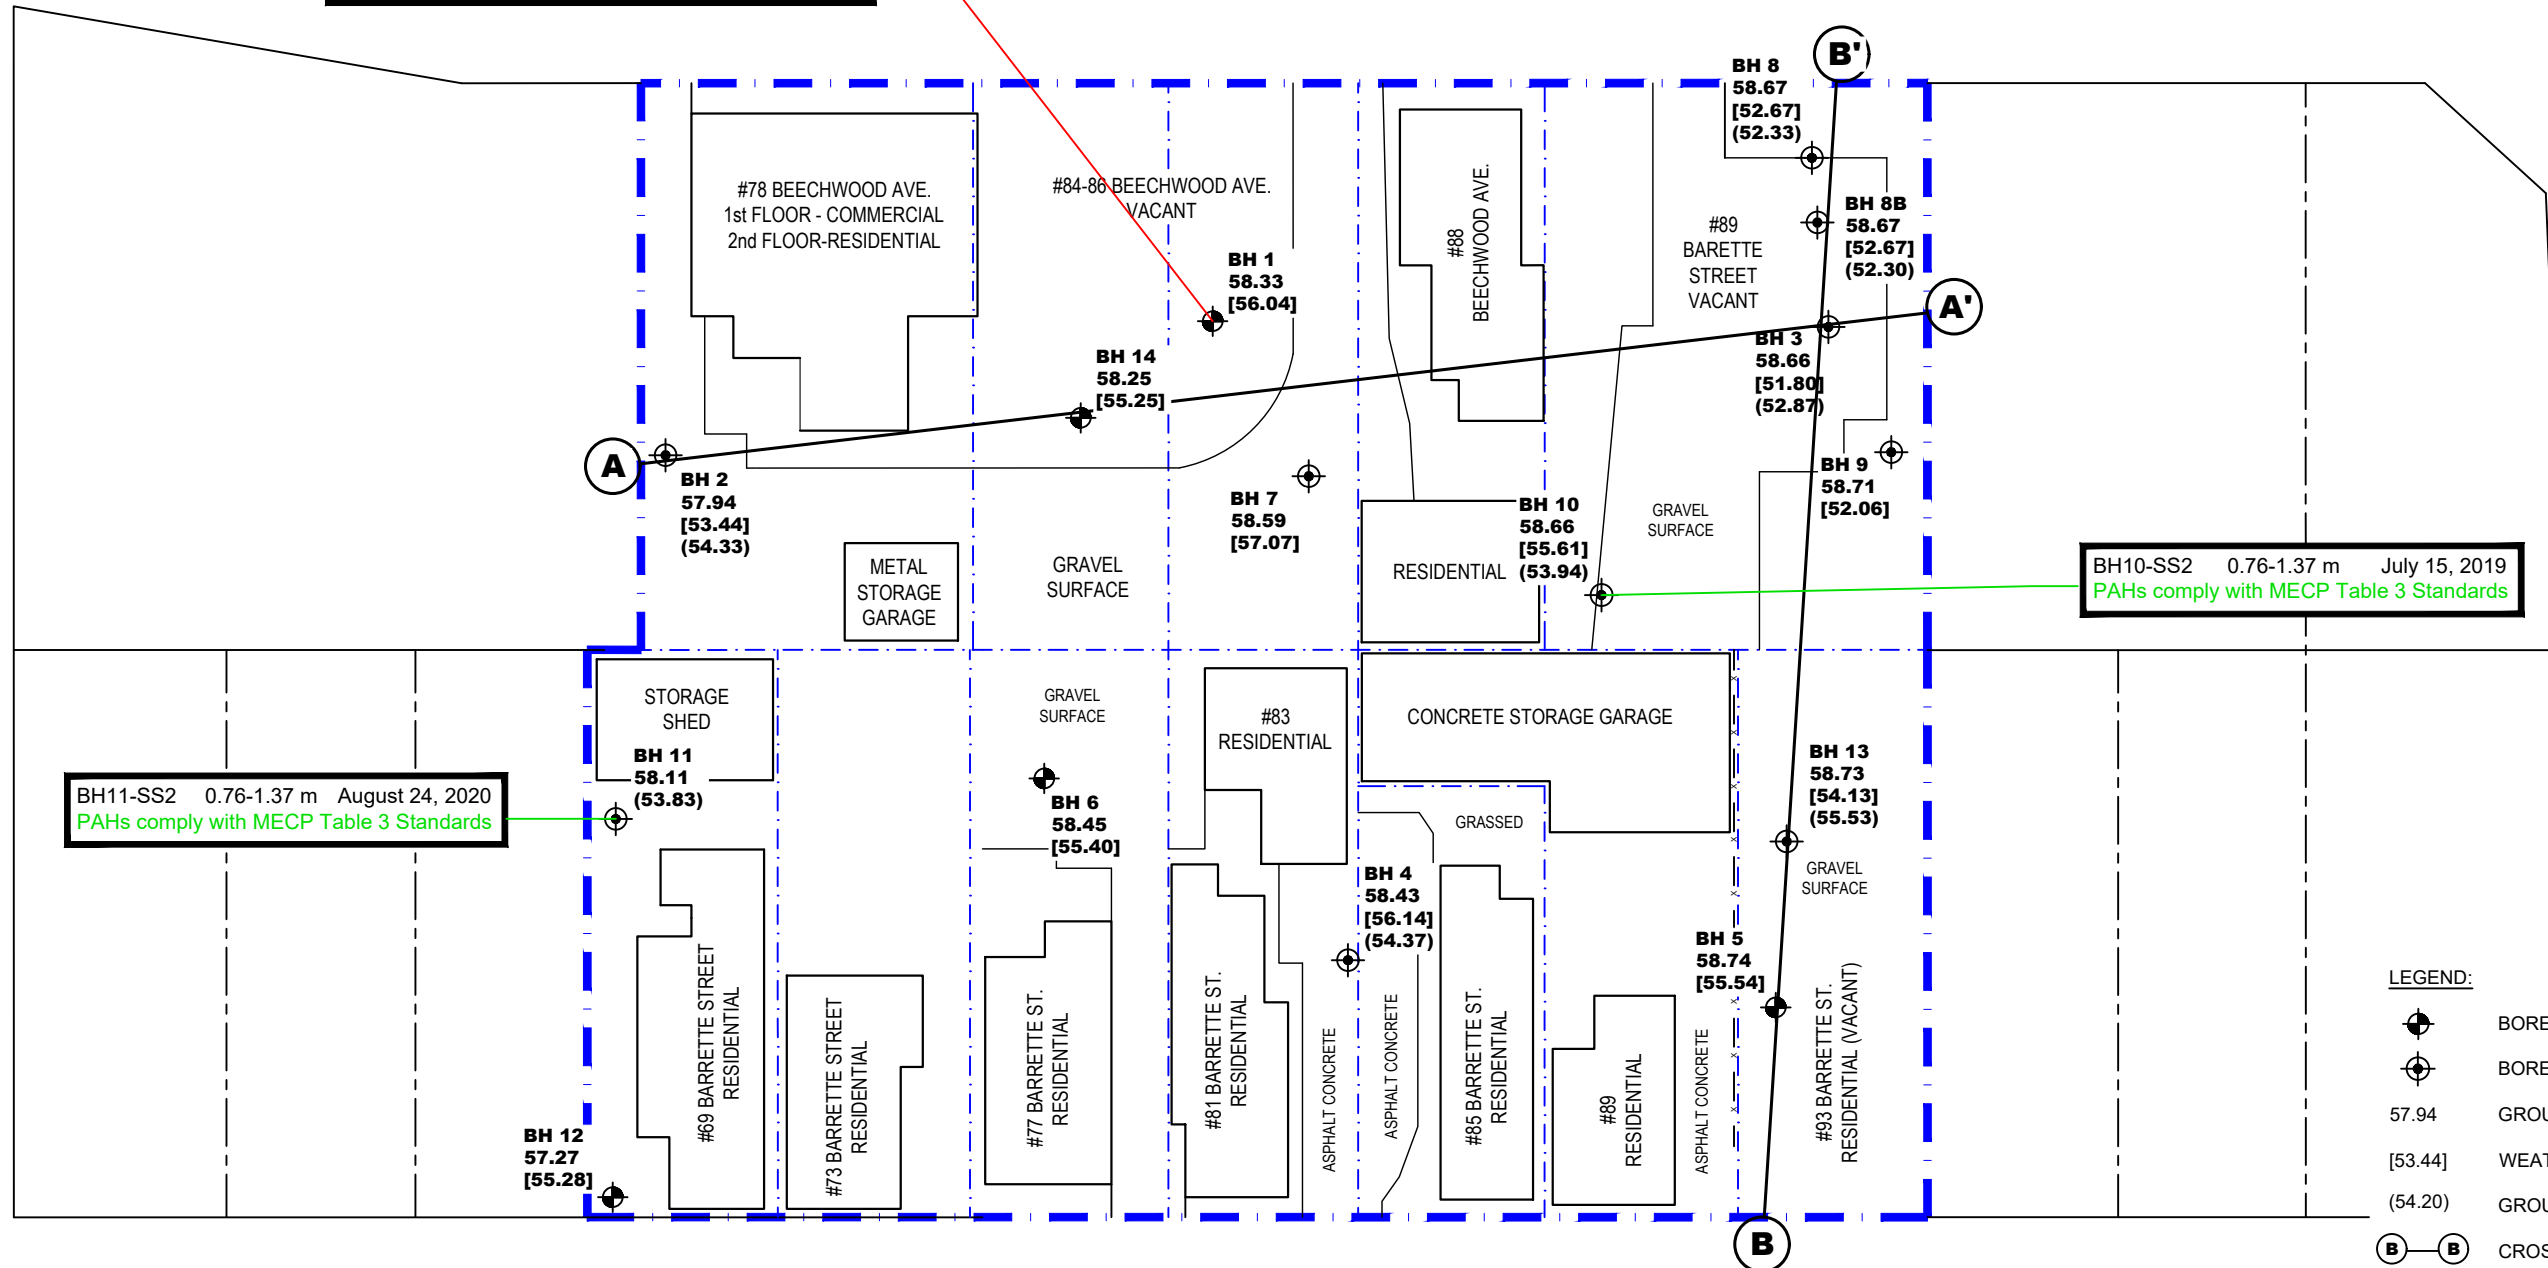 B'
BH 8
58.67
[52.67]
(52.33)
#78 BEECHWOOD AVE.
1st FLOOR - COMMERCIAL
2nd FLOOR-RESIDENTIAL
#84-86 BEECHWOOD AVE.
VACANT
#88
BEECHWOOD AVE.
#89
BARETTE
STREET
VACANT
BH 8B
58.67
[52.67]
(52.30)
BH 1
58.33
[56.04]
A'
BH 14
58.25
[55.25]
BH 3
58.66
[51.80]
(52.87)
A
BH 2
57.94
[53.44]
(54.33)
BH 7
58.59
[57.07]
BH 10
58.66
[55.61]
(53.94)
GRAVEL
SURFACE
BH 9
58.71
[52.06]
METAL
STORAGE
GARAGE
GRAVEL
SURFACE
RESIDENTIAL
BH10-SS2 0.76-1.37 m July 15, 2019
PAHs comply with MECP Table 3 Standards
STORAGE
SHED
GRAVEL
SURFACE
#83
RESIDENTIAL
CONCRETE STORAGE GARAGE
BH 11
58.11
(53.83)
BH11-SS2 0.76-1.37 m August 24, 2020
PAHs comply with MECP Table 3 Standards
BH 6
58.45
[55.40]
GRASSED
BH 13
58.73
[54.13]
(55.53)
GRAVEL
SURFACE
BH 4
58.43
[56.14]
(54.37)
BH 5
58.74
[55.54]
#69 BARRETTE STREET
RESIDENTIAL
#73 BARRETTE STREET
RESIDENTIAL
#77 BARRETTE ST.
RESIDENTIAL
#81 BARRETTE ST.
RESIDENTIAL
ASPHALT CONCRETE
ASPHALT CONCRETE
#85 BARRETTE ST.
RESIDENTIAL
#89
RESIDENTIAL
ASPHALT CONCRETE
#93 BARRETTE ST.
RESIDENTIAL (VACANT)
BH 12
57.27
[55.28]
B
LEGEND:
BORE
BORE
57.94 GROU
[53.44] WEAT
(54.20) GROU
B B CROS